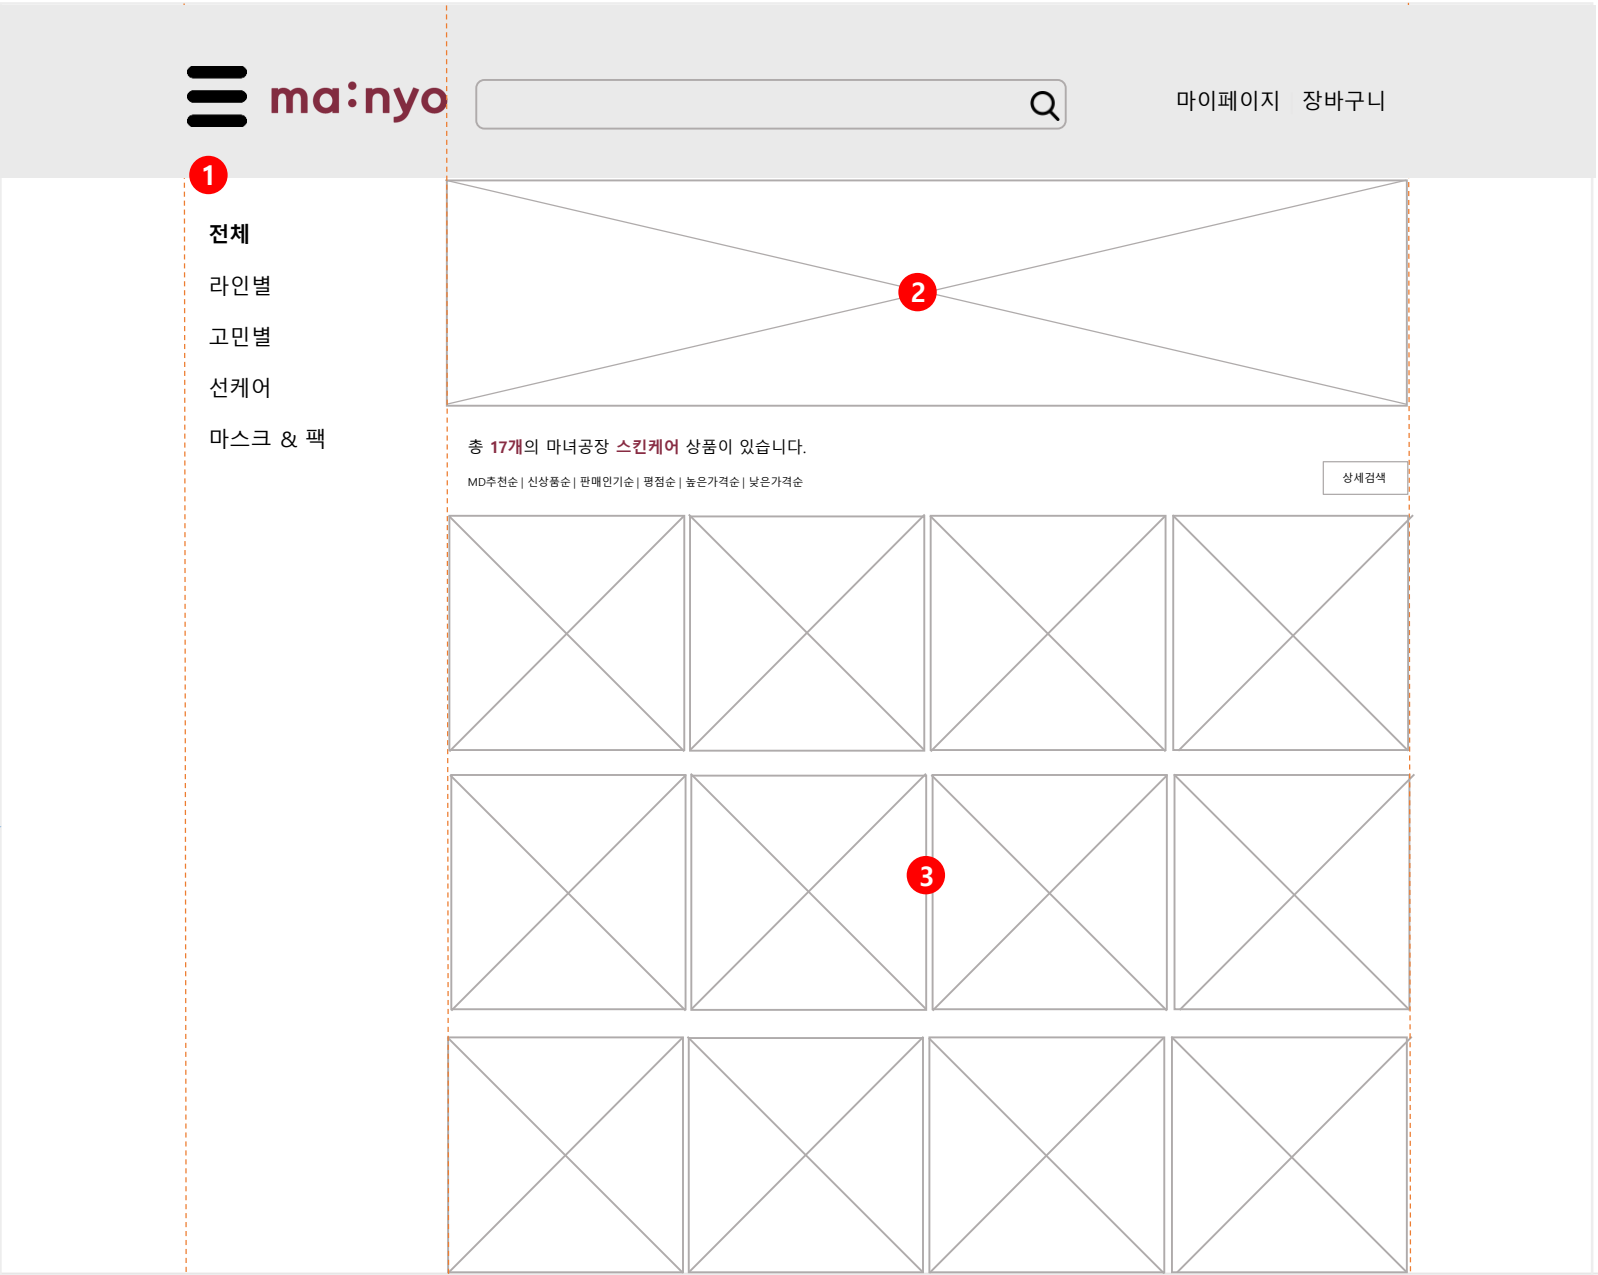 ma:nyo
마이페이지 장바구니
1
전체
라인별
고민별
선케어
마스크 & 팩
2
총 17개의 마녀공장 스킨케어 상품이 있습니다.
MD추천순| 신상품순| 판매인기순| 평점순| 높은가격순| 낮은가격순
상세검색
3